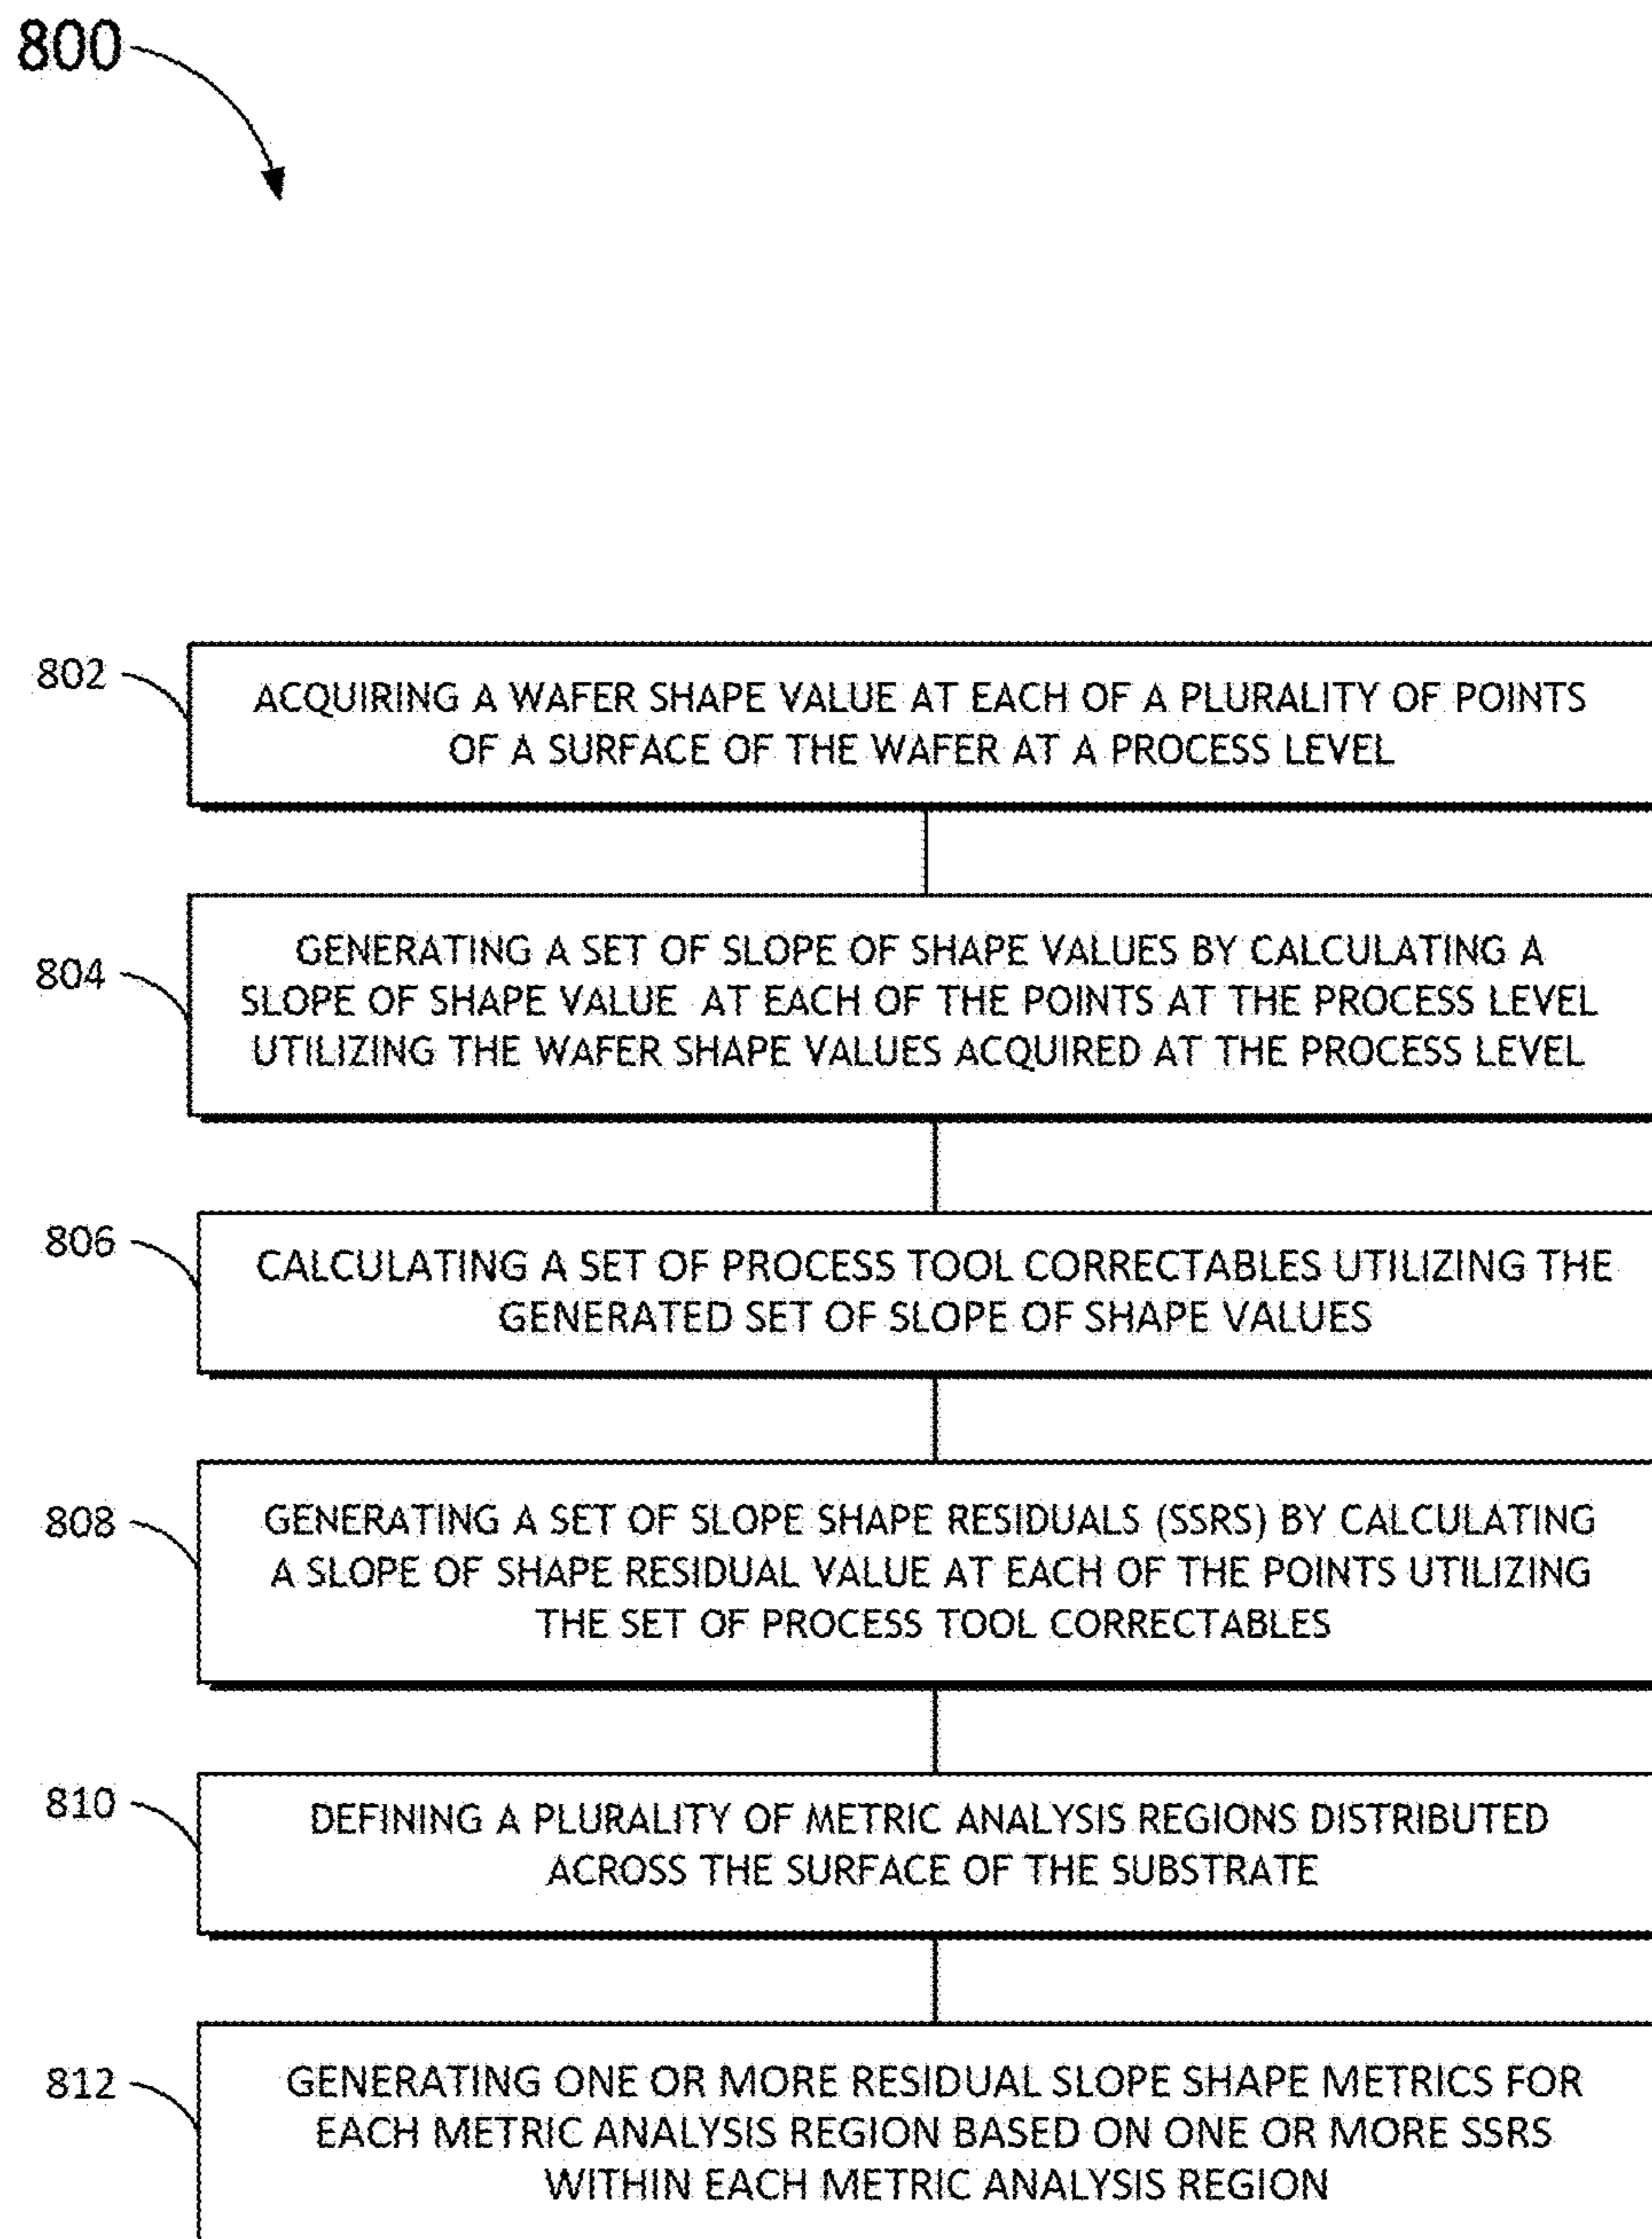 800
802
ACQUIRING A WAFER SHAPE VALUE AT EACH OF A PLURALITY OF POINTS
OF A SURFACE OF THE WAFER AT A PROCESS LEVEL
804
GENERATING A SET OF SLOPE OF SHAPE VALUES BY CALCULATING A
SLOPE OF SHAPE VALUE AT EACH OF THE POINTS AT THE PROCESS LEVEL
UTILIZING THE WAFER SHAPE VALUES ACQUIRED AT THE PROCESS LEVEL
806
CALCULATING A SET OF PROCESS TOOL CORRECTABLES UTILIZING THE
GENERATED SET OF SLOPE OF SHAPE VALUES
808
GENERATING A SET OF SLOPE SHAPE RESIDUALS (SSRS) BY CALCULATING
A SLOPE OF SHAPE RESIDUAL VALUE AT EACH OF THE POINTS UTILIZING
THE SET OF PROCESS TOOL CORRECTABLES
810
DEFINING A PLURALITY OF METRIC ANALYSIS REGIONS DISTRIBUTED
ACROSS THE SURFACE OF THE SUBSTRATE
812
GENERATING ONE OR MORE RESIDUAL SLOPE SHAPE METRICS FOR
EACH METRIC ANALYSIS REGION BASED ON ONE OR MORE SSRS
WITHIN EACH METRIC ANALYSIS REGION